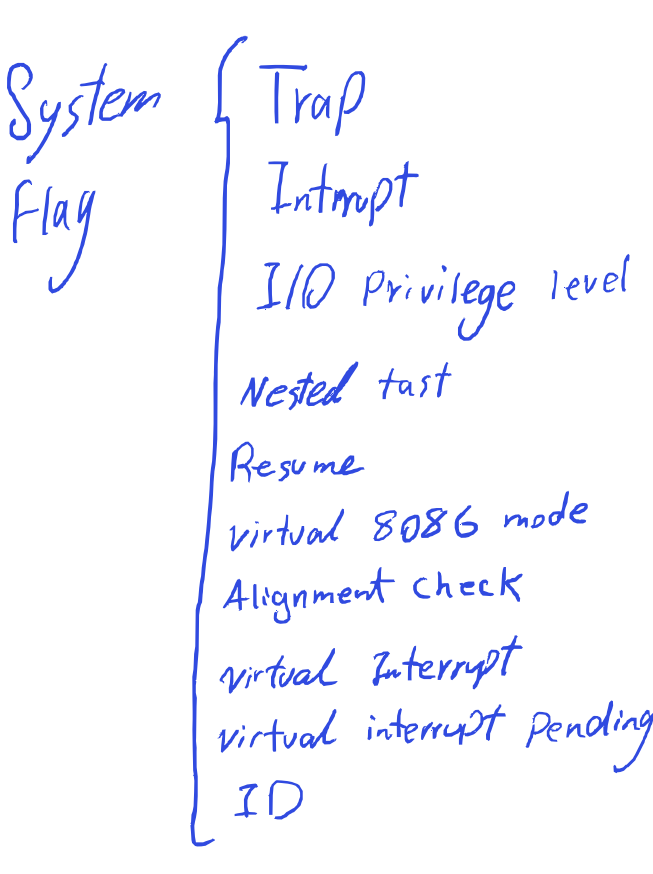 System
Flag
Trap
Intrrupt
I/O Privilege level
Nested tast
Resume
virtual 8086 mode
Alignment check
virtual Interrupt
virtual interrupt pending
ID